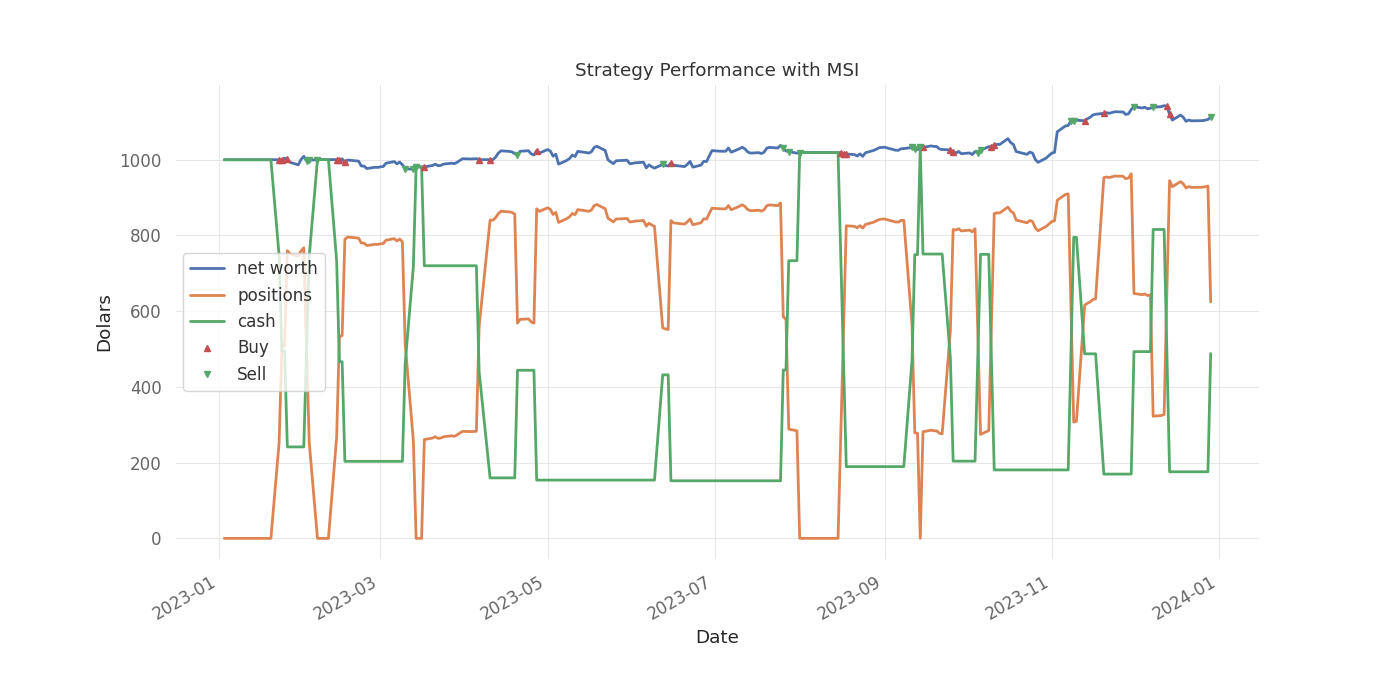 Strategy Performance with MSI
Dolars
1000
800
600
400
200
0
net worth
positions
cash
Buy
Sell
2023-01
2023-03
2023-05
2023-07
2023-09
2023-11
2024-01
Date